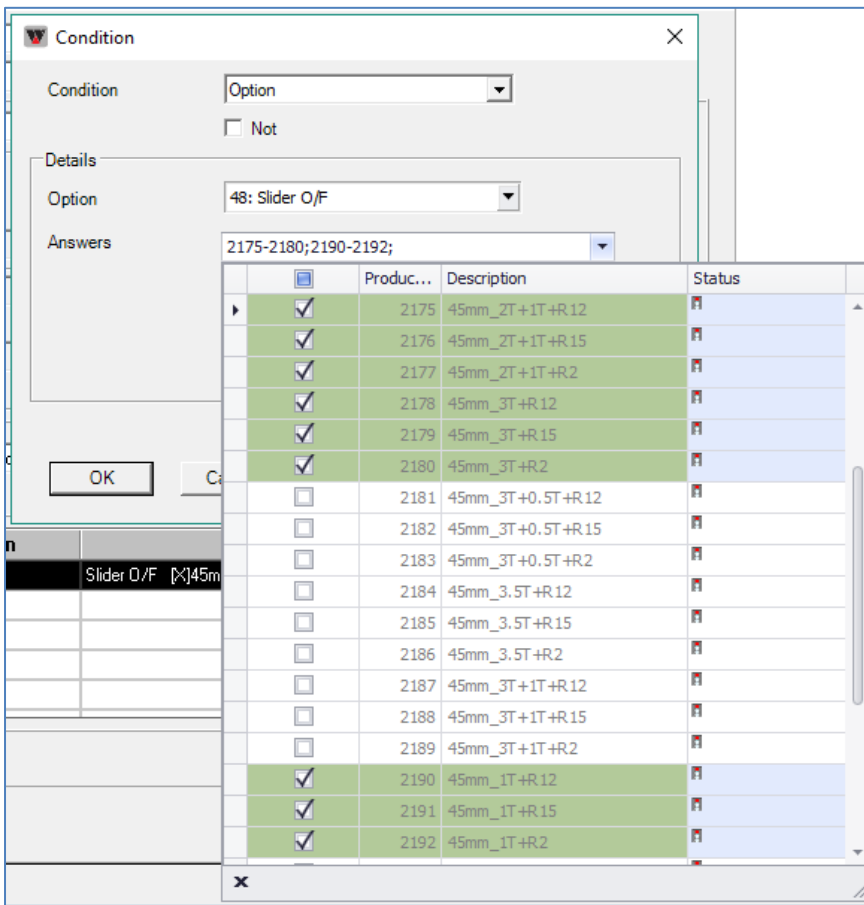 Condition
Condition Option
Not
Details
Option 48: Slider O/F
Answers 2175-2180;2190-2192;
Produc... Description Status
2175 45mm_2T+1T+R12
2176 45mm_2T+1T+R15
2177 45mm_2T+1T+R2
2178 45mm_3T+R12
2179 45mm_3T+R15
2180 45mm_3T+R2
OK Ca
2181 45mm_3T+0.5T+R12
2182 45mm_3T+0.5T+R15
2183 45mm_3T+0.5T+R2
n
Slider O/F [X]45m
2184 45mm_3.5T+R12
2185 45mm_3.5T+R15
2186 45mm_3.5T+R2
2187 45mm_3T+1T+R12
2188 45mm_3T+1T+R15
2189 45mm_3T+1T+R2
2190 45mm_1T+R12
2191 45mm_1T+R15
2192 45mm_1T+R2